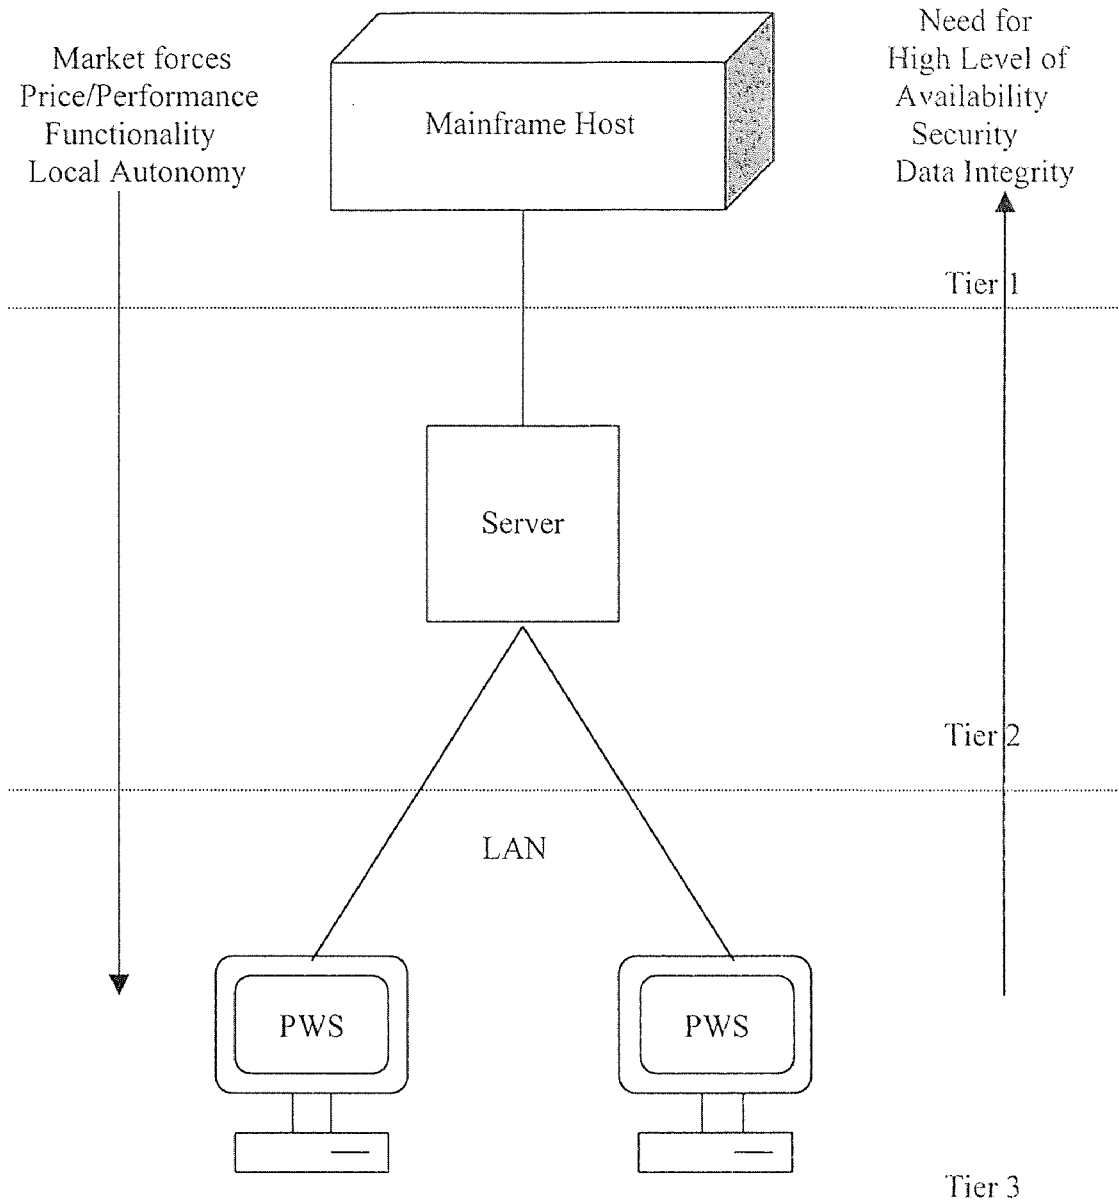 Market forces
Price/Performance
Functionality
Local Autonomy
Mainframe Host
Need for
High Level of
Availability
Security
Data Integrity
Tier 1
Server
Tier 2
LAN
PWS
PWS
Tier 3